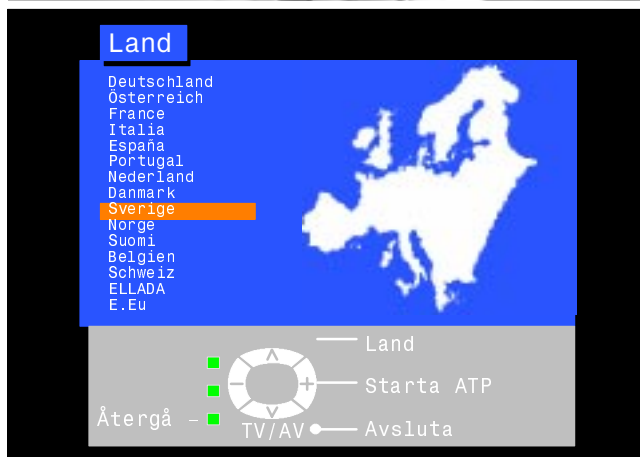 Land
Deutschland
Österreich
France
Italia
España
Portugal
Nederland
Danmark
Sverige
Norge
Suomi
Belgien
Schweiz
ELLADA
E.Eu
Land
Starta ATP
Återgå
TV/AV
Avsluta